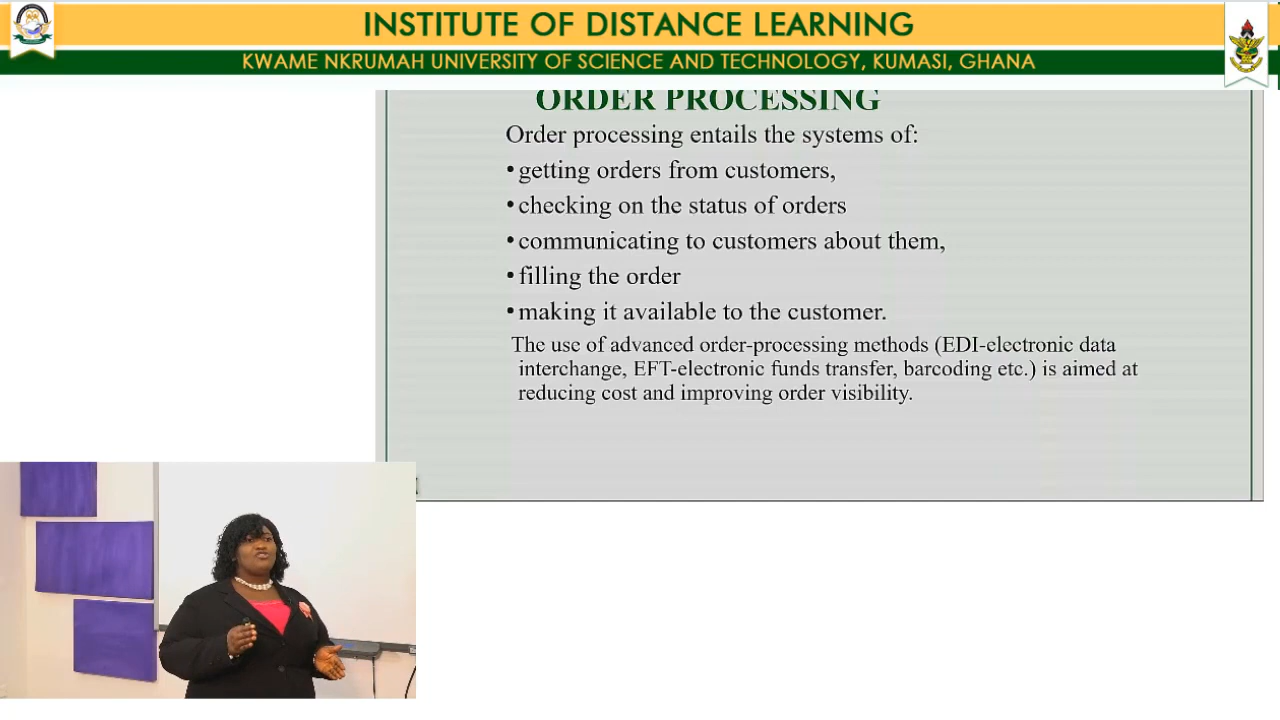 INSTITUTE OF DISTANCE LEARNING
KWAME NKRUMAH UNIVERSITY OF SCIENCE AND TECHNOLOGY, KUMASI, GHANA
ORDER PROCESSING
Order processing entails the systems of:
•getting orders from customers,
•checking on the status of orders
•communicating to customers about them,
•filling the order
•making it available to the customer.
The use of advanced order-processing methods (EDI-electronic data
interchange, EFT-electronic funds transfer, barcoding etc.) is aimed at
reducing cost and improving order visibility.